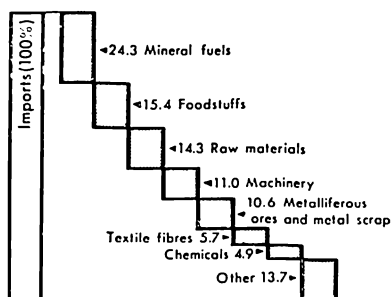 Imports (100%)
24.3 Mineral fuels
15.4 Foodstuffs
14.3 Raw materials
11.0 Machinery
10.6 Metalliferous
ores and metal scrap
Textile fibres 5.7
Chemicals 4.9
Other 13.7